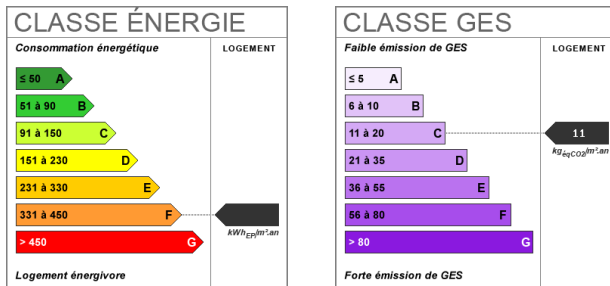 CLASSE ÉNERGIE
Consommation énergétique
LOGEMENT
≤ 50 A
51 à 90 B
91 à 150 C
151 à 230 D
231 à 330 E
331 à 450 F
kWhEP/m².an
> 450 G
Logement énergivore
CLASSE GES
Faible émission de GES
LOGEMENT
≤ 5 A
6 à 10 B
11 à 20 C
11
kgéqCO2/m².an
21 à 35 D
36 à 55 E
56 à 80 F
> 80 G
Forte émission de GES